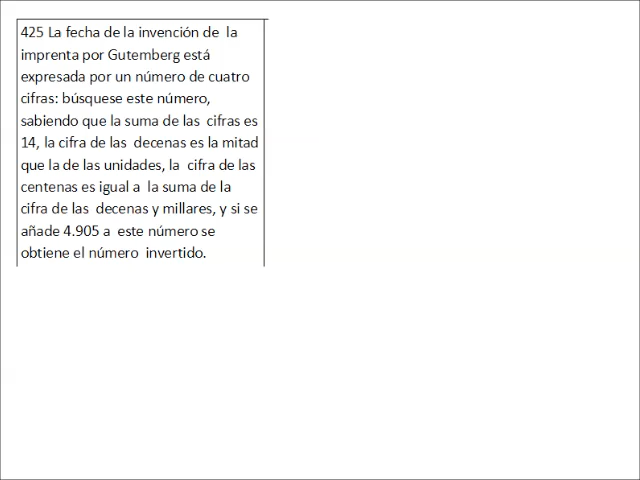 425 La fecha de la invención de la
imprenta por Gutemberg está
expresada por un número de cuatro
cifras: búsquese este número,
sabiendo que la suma de las cifras es
14, la cifra de las decenas es la mitad
que la de las unidades, la cifra de las
centenas es igual a la suma de la
cifra de las decenas y millares, y si se
añade 4.905 a este número se
obtiene el número invertido.